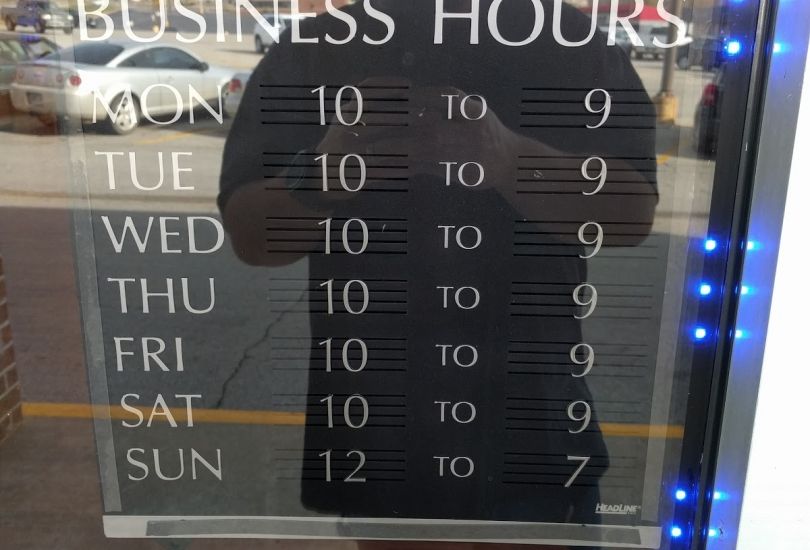 BUSINESS HOURS
MON 10 TO 9
TUE 10 TO 9
WED 10 TO 9
THU 10 TO 9
FRI 10 TO 9
SAT 10 TO 9
SUN 12 TO 7
HEADLINE